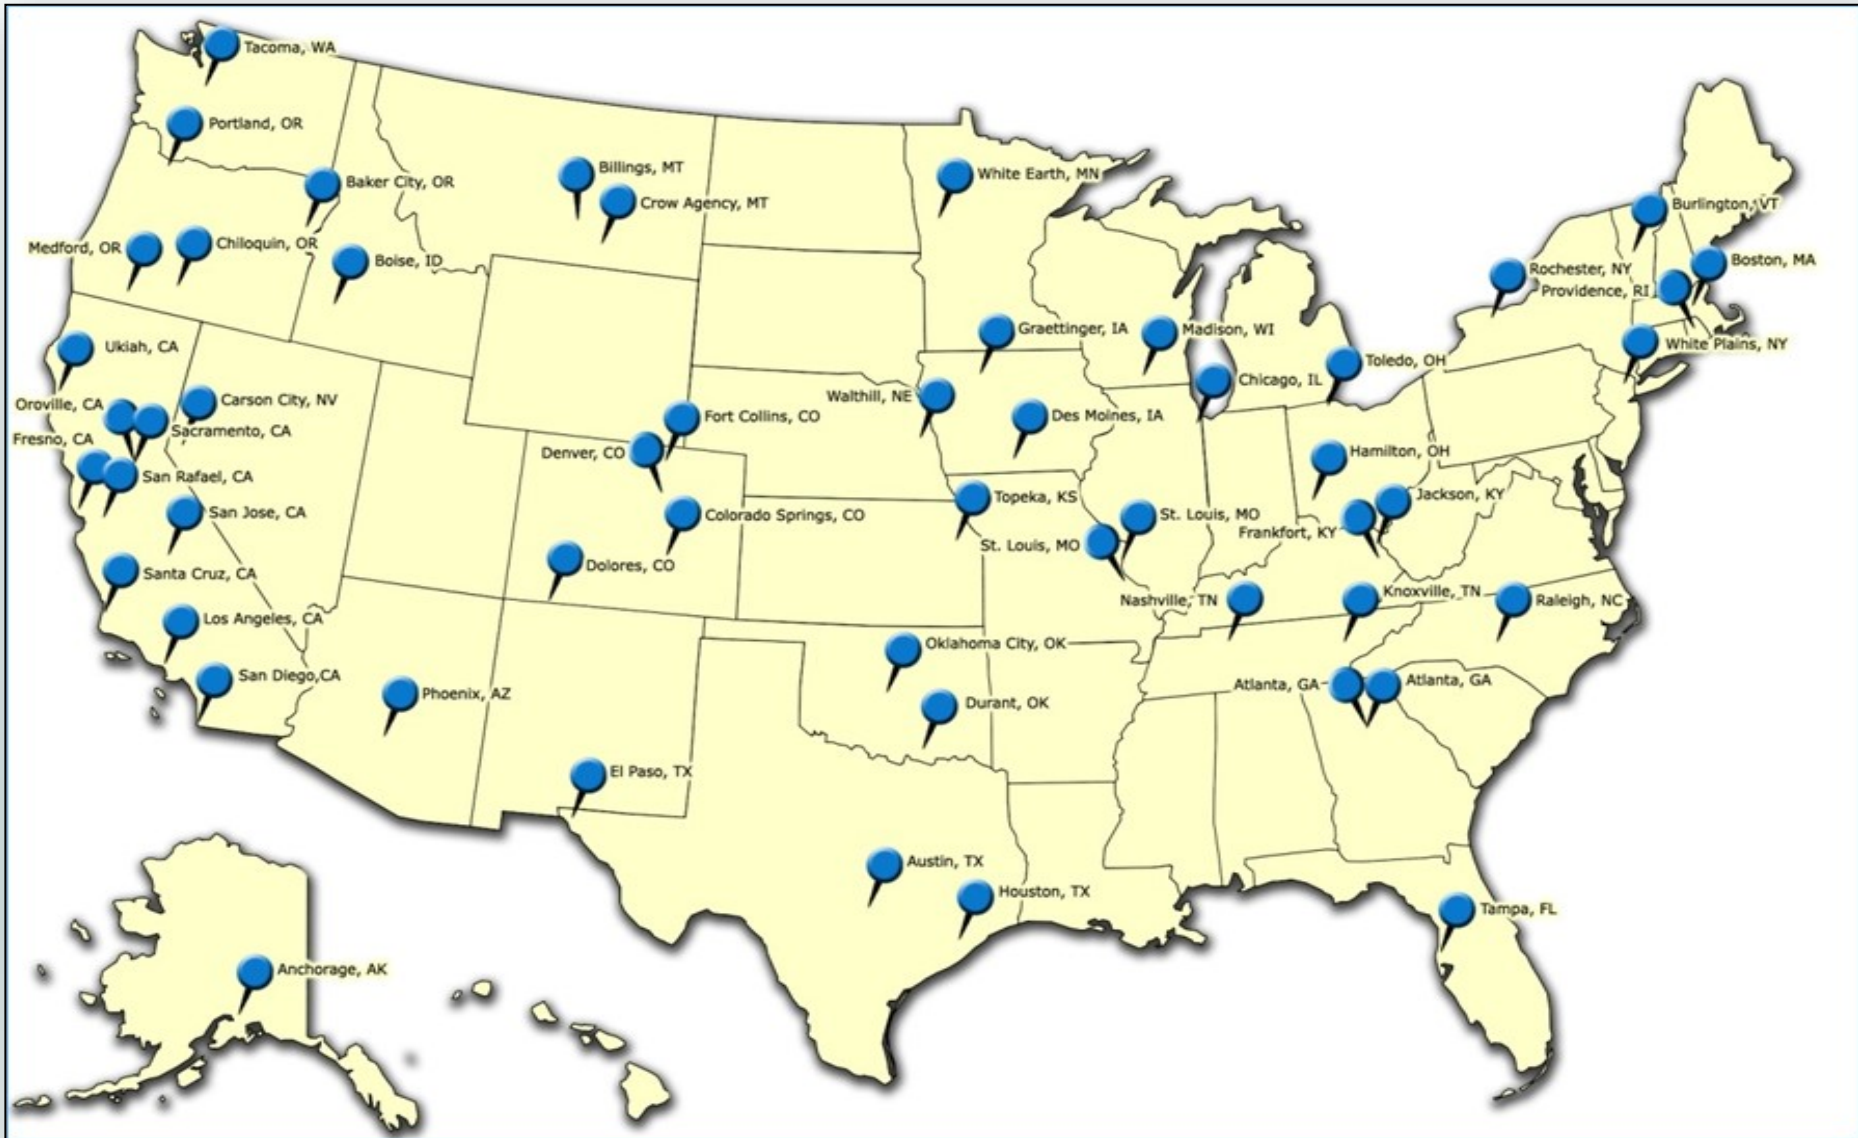 Tacoma, WA
Portland, OR
Billings, MT
White Earth, MN
Baker City, OR
Crow Agency, MT
Burlington, VT
Medford, OR
Chiloquin, OR
Boise, ID
Rochester, NY
Boston, MA
Providence, RI
Graettinger, IA
Madison, WI
Ukiah, CA
White Plains, NY
Toledo, OH
Chicago, IL
Walthill, NE
Oroville, CA
Carson City, NV
Fort Collins, CO
Des Moines, IA
Sacramento, CA
Fresno, CA
Denver, CO
Hamilton, OH
San Rafael, CA
Topeka, KS
Jackson, KY
San Jose, CA
Colorado Springs, CO
St. Louis, MO
Frankfort, KY
St. Louis, MO
Santa Cruz, CA
Dolores, CO
Knoxville, TN
Nashville, TN
Raleigh, NC
Los Angeles, CA
Oklahoma City, OK
San Diego,CA
Atlanta, GA
Atlanta, GA
Phoenix, AZ
Durant, OK
El Paso, TX
Austin, TX
Houston, TX
Tampa, FL
Anchorage, AK